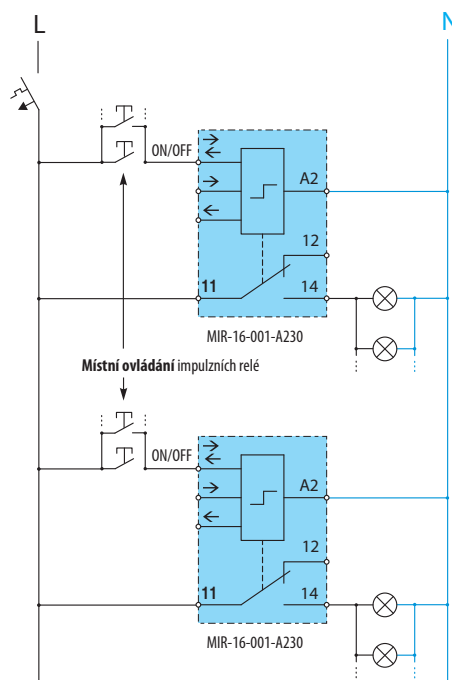 L
N
ON/OFF
A2
12
11
14
MIR-16-001-A230
Místní ovládání impulzních relé
ON/OFF
A2
12
11
14
MIR-16-001-A230